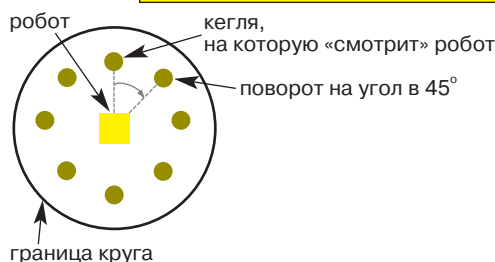 робот
кегля,
на которую «смотрит» робот
поворот на угол в 45°
граница круга